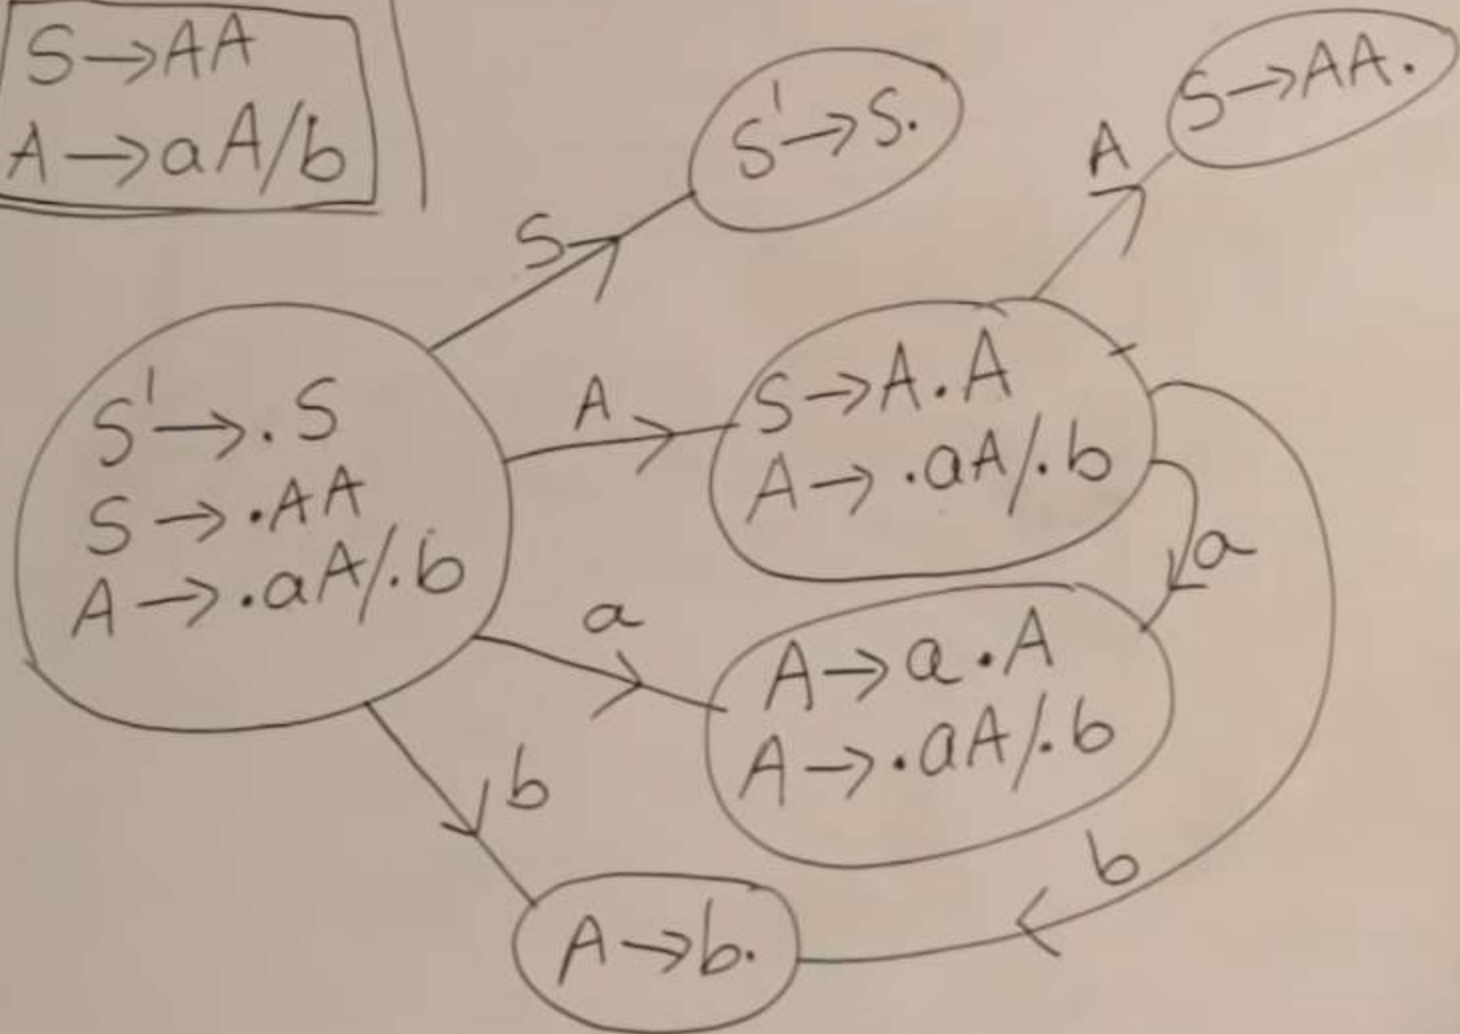 S→AA
A→aA/b
S'→S.
S→AA.
A
S
S'→.S
S→.AA
A→.aA/.b
A
S→A.A
A→.aA/.b
a
a
A→a.A
A→.aA/.b
b
b
A→b.